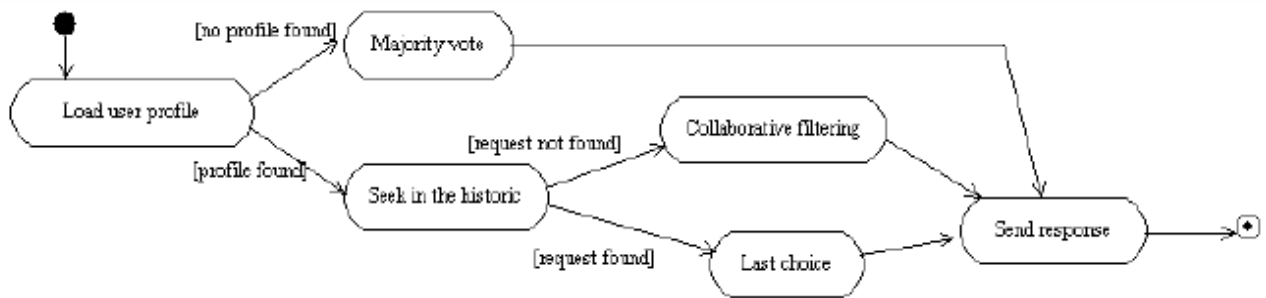 [no profile found]
Majority vote
Load user profile
[profile found]
Seek in the historic
[request not found]
Collaborative filtering
[request found]
Last choice
Send response